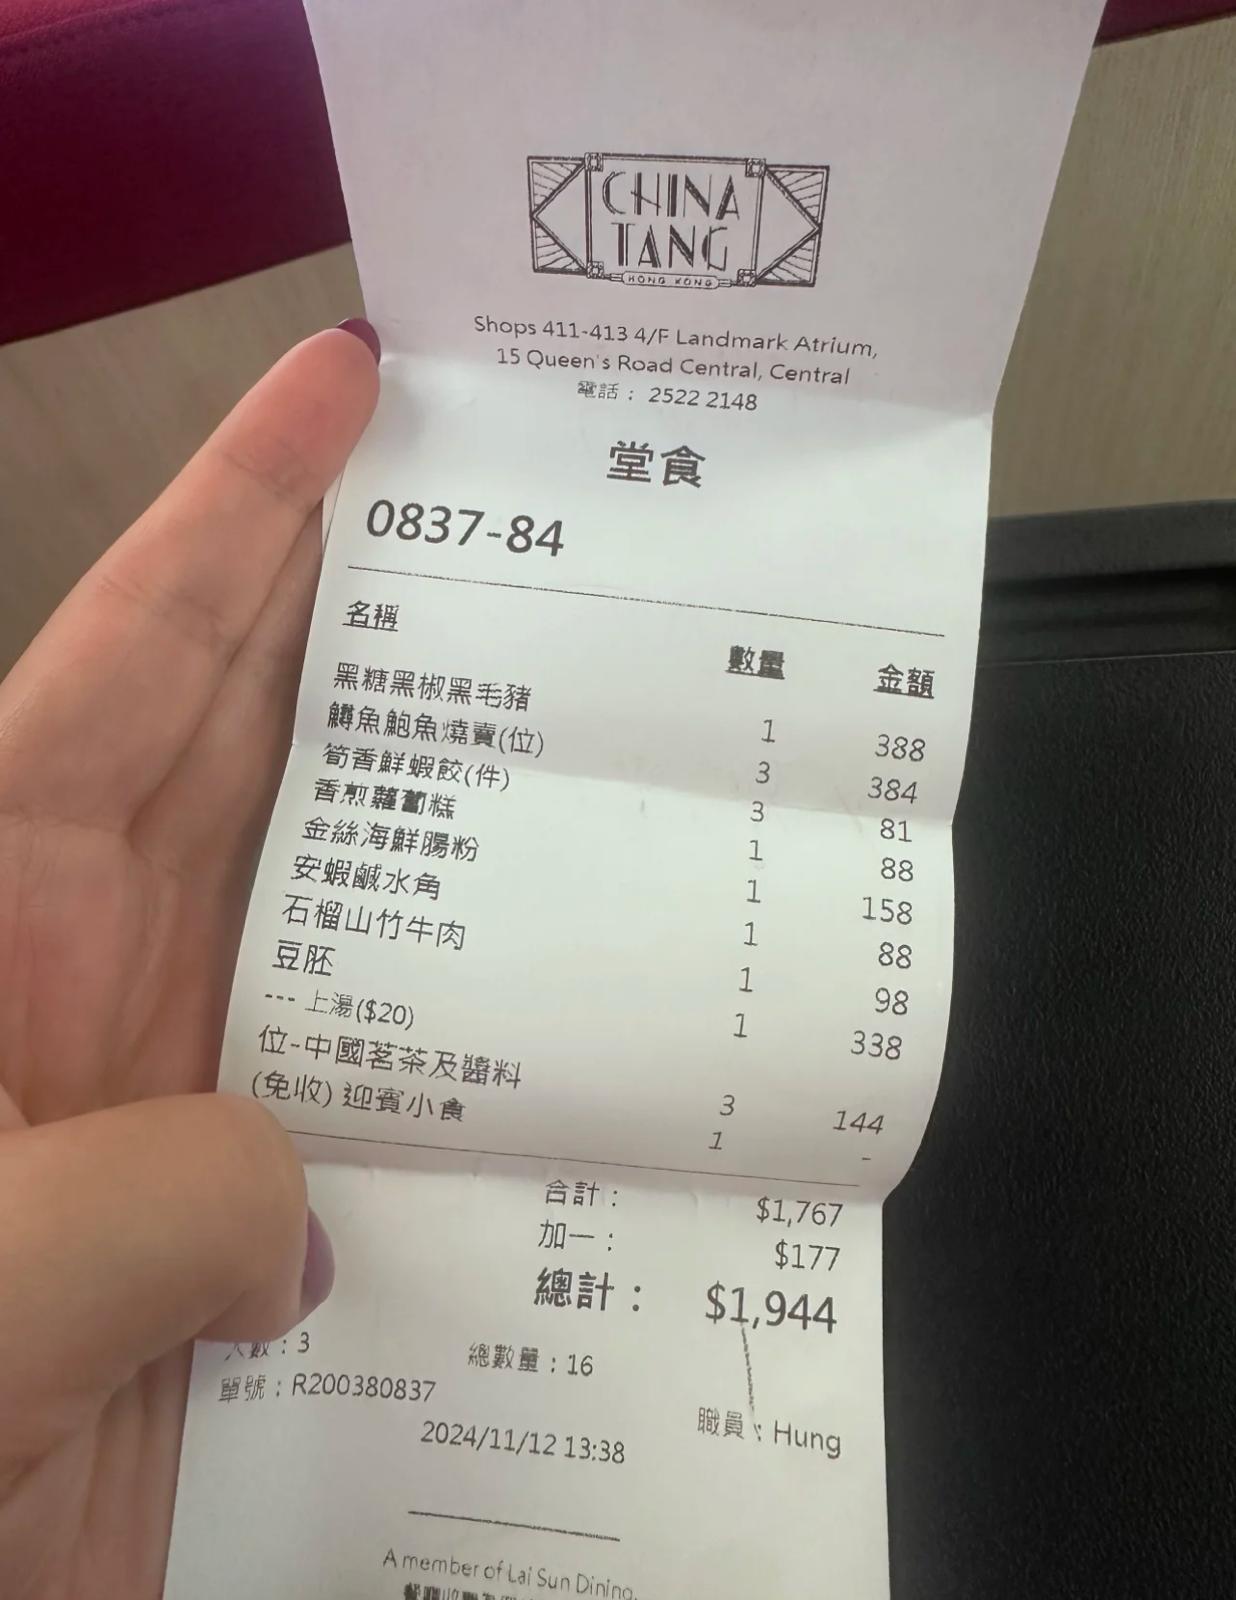 CHINA
TANG
HONG KONG
Shops 411-413 4/F Landmark Atrium,
15 Queen's Road Central, Central
電話： 2522 2148
堂食
0837-84
名稱 數量 金額
黑糖黑椒黑毛豬 1 388
鱘魚鮑魚燒賣(位) 3 384
筍香鮮蝦餃(件) 3 81
香煎蘿蔔糕 1 88
金絲海鮮腸粉 1 158
安蝦鹹水角 1 88
石榴山竹牛肉 1 98
豆胚 1 338
--- 上湯($20)
位-中國茗茶及醬料 3 144
(免收) 迎賓小食 1 -
合計： $1,767
加一： $177
總計： $1,944
人數：3 總數量：16
單號：R200380837 職員：Hung
2024/11/12 13:38
A member of Lai Sun Dining.